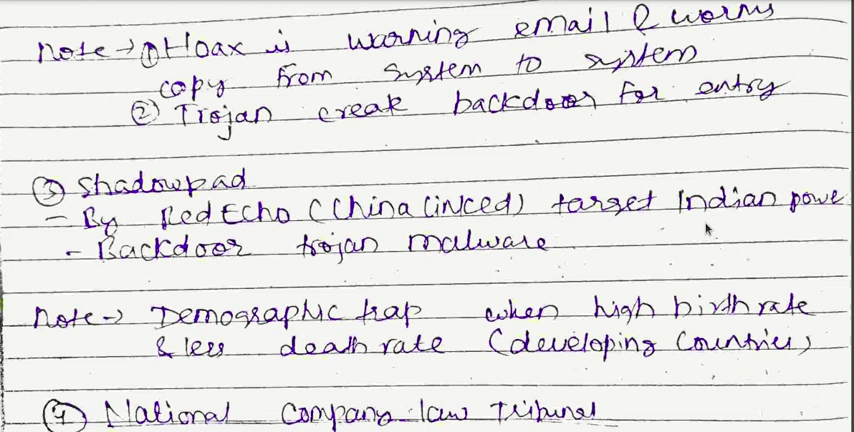 Note → ① Hoax is warning email & worms
copy from system to system
② Trojan creak backdoor for entry
③ Shadowpad
- By RedEcho (China linked) target Indian powe
- Backdoor trojan malware
Note → Demographic trap when high birth rate
& less death rate (developing countries)
④ National Company law Tribunal